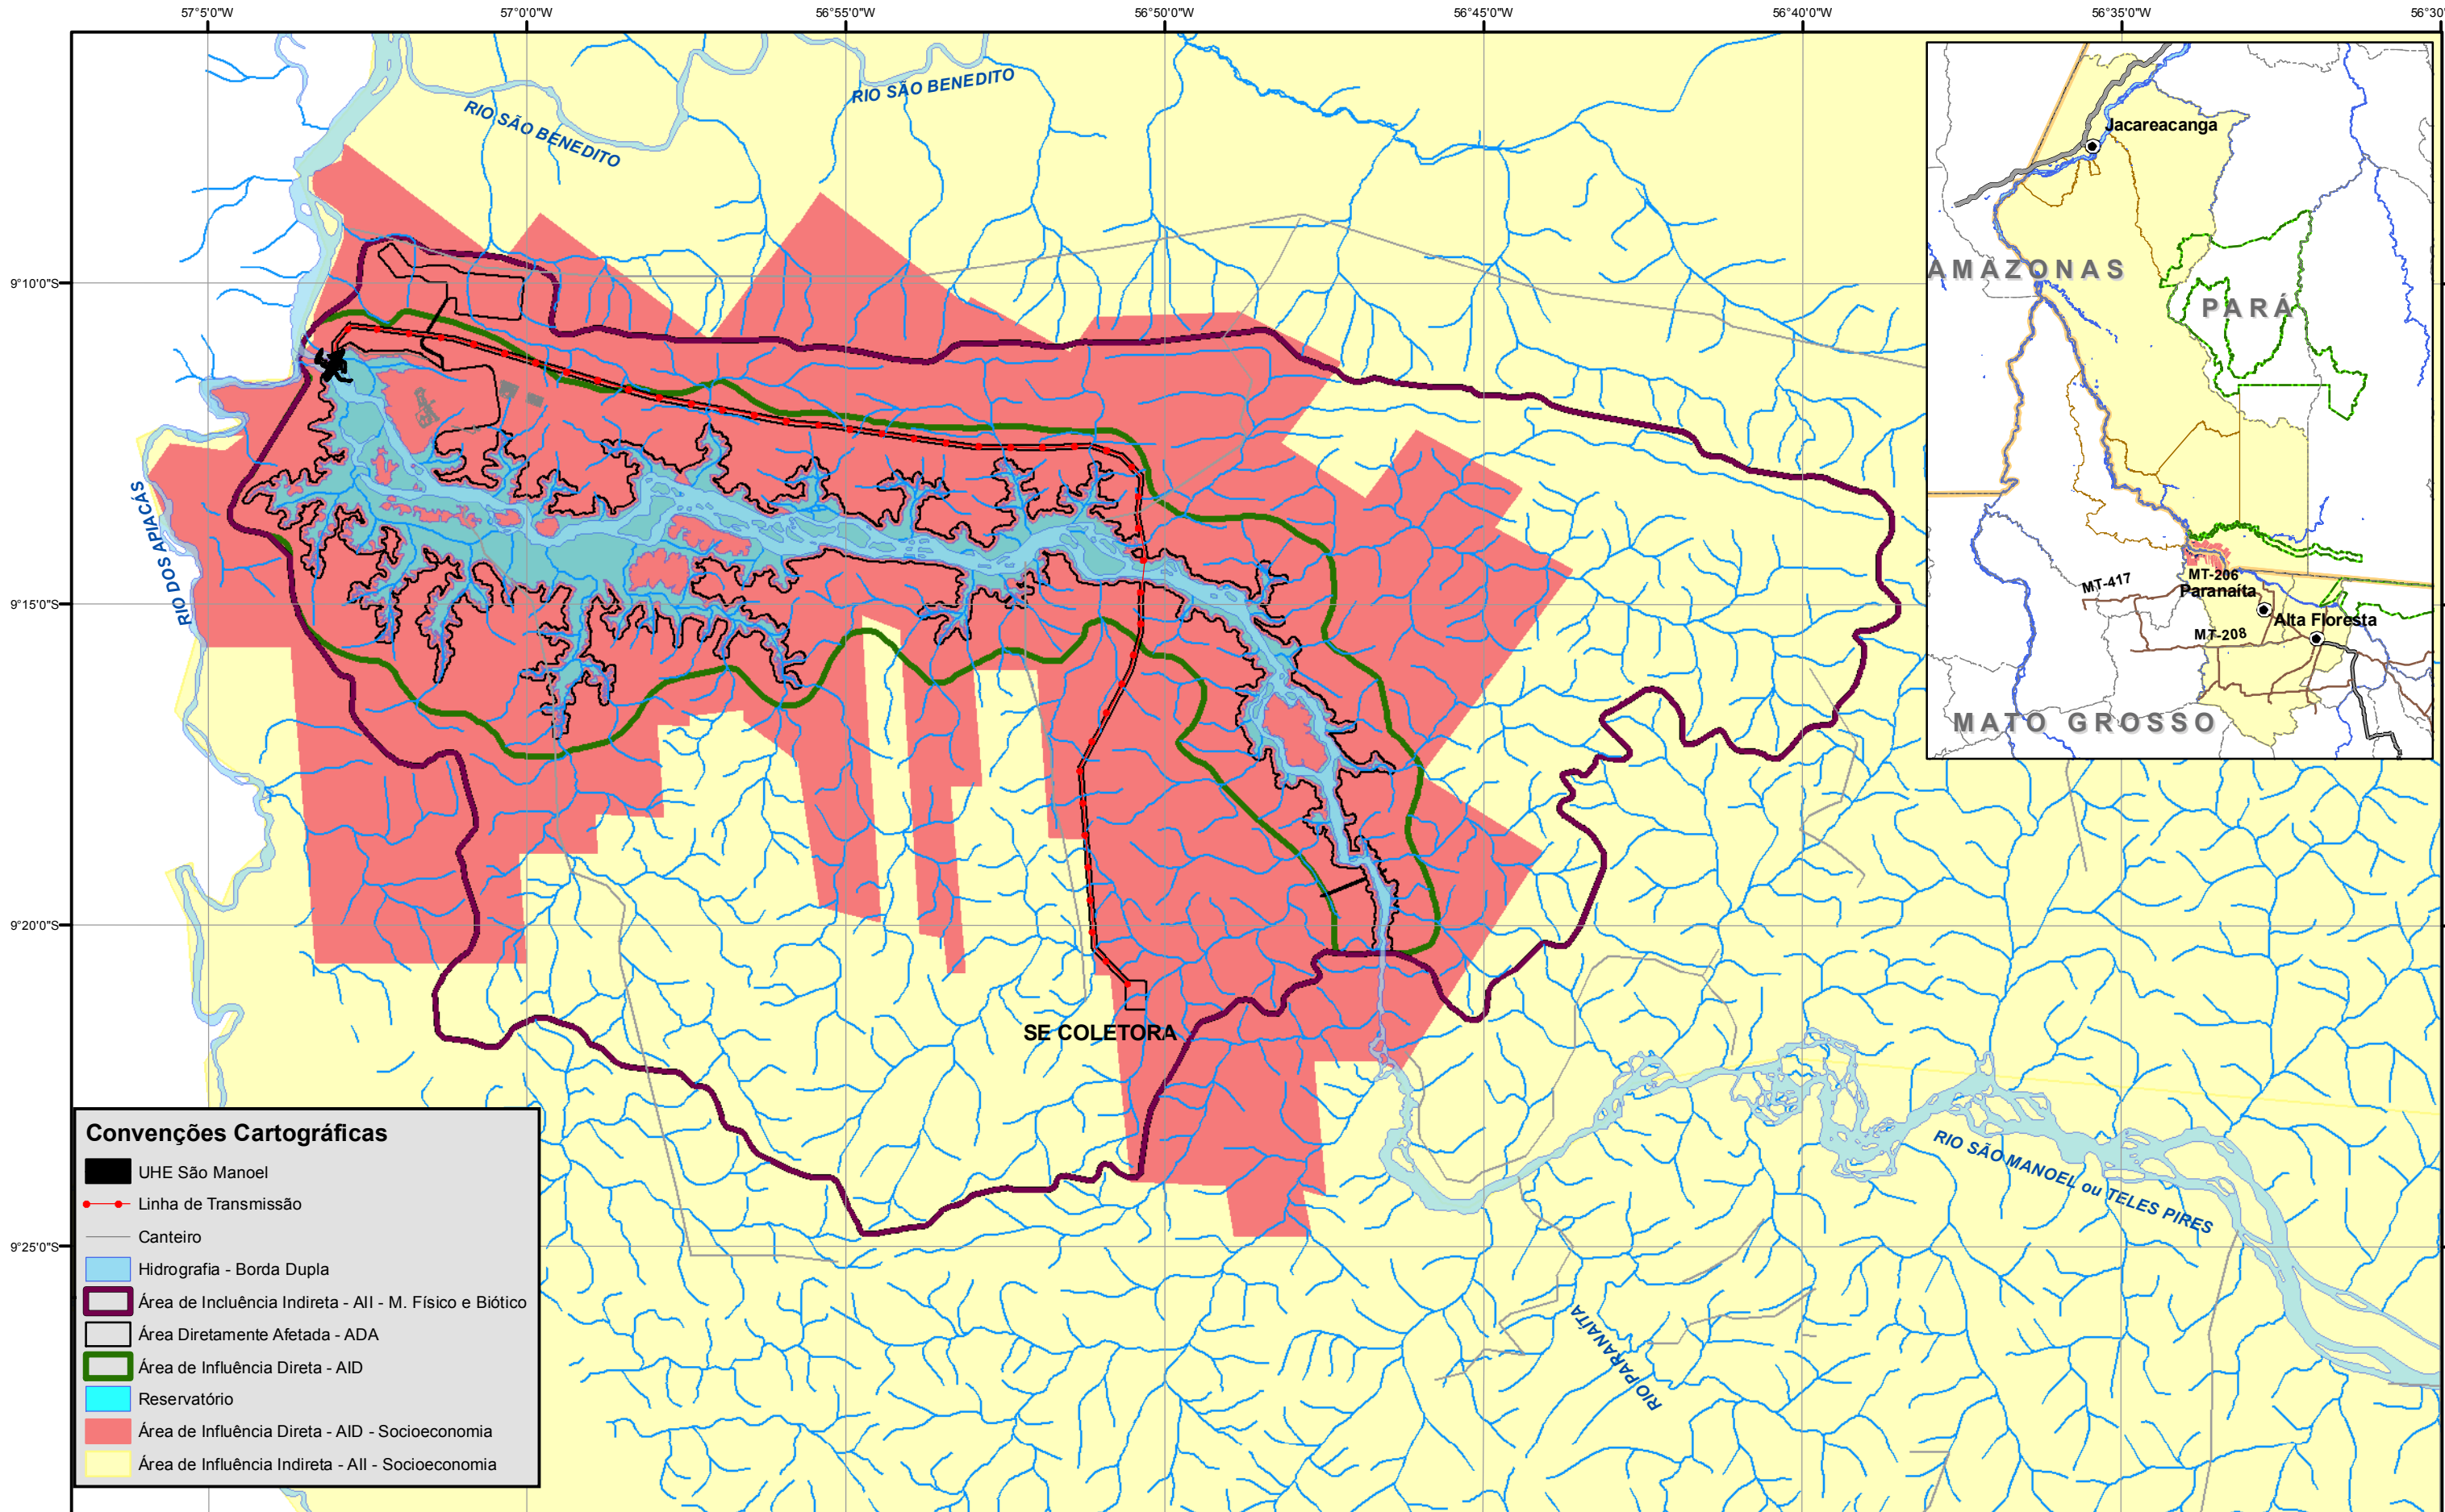 57°5'0"W
57°0'0"W
56°55'0"W
56°50'0"W
56°45'0"W
56°40'0"W
56°35'0"W
9°10'0"S
9°15'0"S
9°20'0"S
9°25'0"S
RIO SÃO BENEDITO
RIO SÃO BENEDITO
RIO DOS APIACÁS
SE COLETORA
RIO SÃO MANOEL ou TELES PIRES
RIO PARANAÍTA
Jacareacanga
AMAZONAS
PARÁ
MT-417
MT-206
Paranaíta
Alta Floresta
MT-208
MATO GROSSO
Convenções Cartográficas
UHE São Manoel
Linha de Transmissão
Canteiro
Hidrografia - Borda Dupla
Área de Incluência Indireta - AII - M. Físico e Biótico
Área Diretamente Afetada - ADA
Área de Influência Direta - AID
Reservatório
Área de Influência Direta - AID - Socioeconomia
Área de Influência Indireta - AII - Socioeconomia